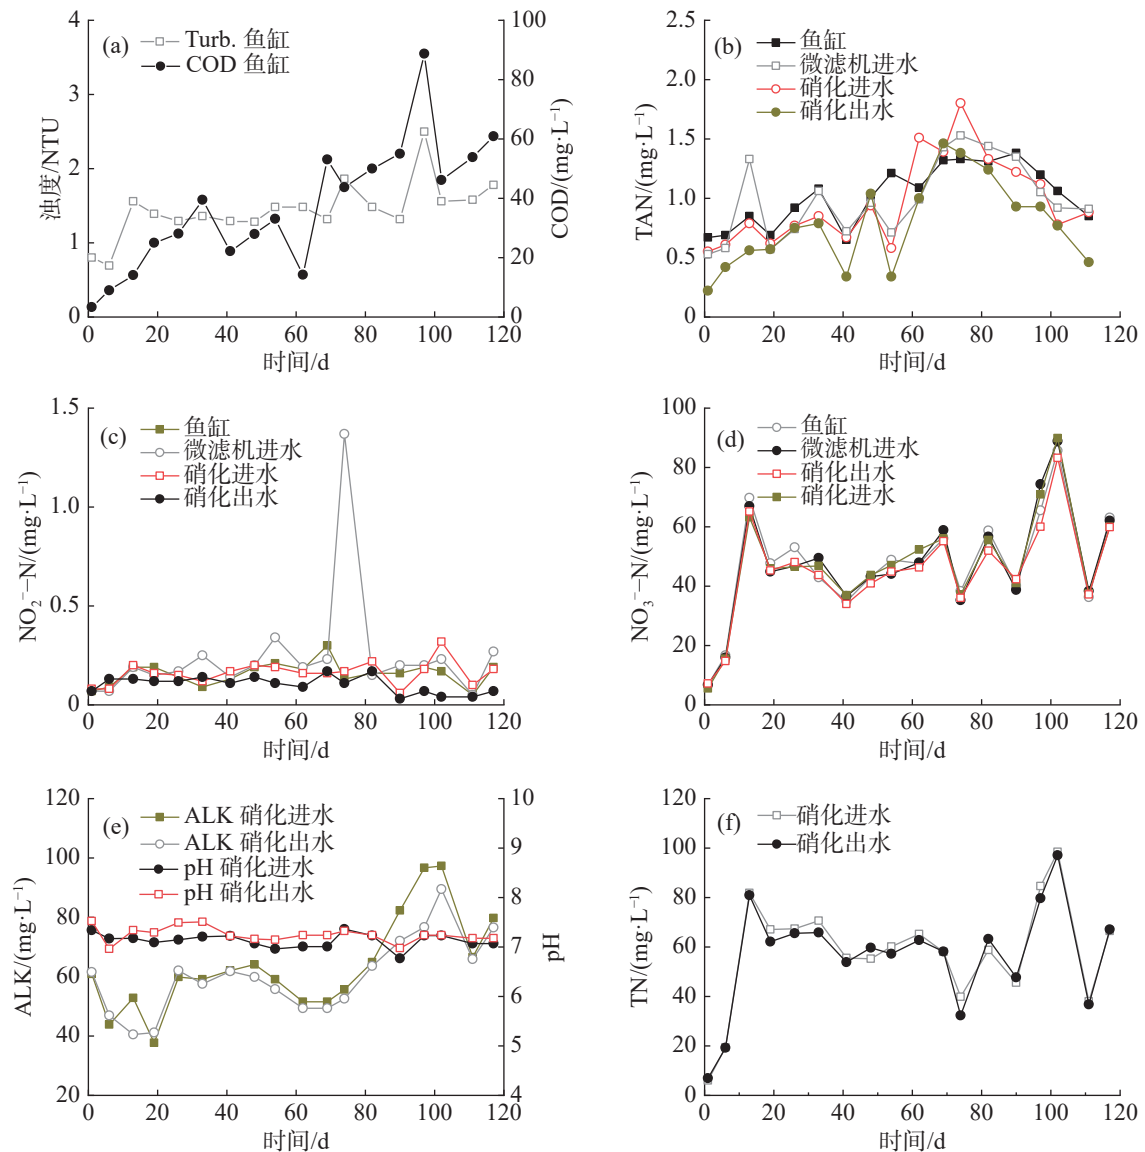 (a)
Turb. 鱼缸
COD 鱼缸
浊度/NTU
COD/(mg·L⁻¹)
4
3
2
1
0
100
80
60
40
20
0
0 20 40 60 80 100 120
时间/d
(b)
鱼缸
微滤机进水
硝化进水
硝化出水
TAN/(mg·L⁻¹)
2.5
2.0
1.5
1.0
0.5
0
0 20 40 60 80 100 120
时间/d
(c)
鱼缸
微滤机进水
硝化进水
硝化出水
NO₂⁻–N/(mg·L⁻¹)
1.5
1.0
0.5
0
0 20 40 60 80 100 120
时间/d
(d)
鱼缸
微滤机进水
硝化出水
硝化进水
NO₃⁻–N/(mg·L⁻¹)
100
80
60
40
20
0
0 20 40 60 80 100 120
时间/d
(e)
ALK 硝化进水
ALK 硝化出水
pH 硝化进水
pH 硝化出水
ALK/(mg·L⁻¹)
pH
120
100
80
60
40
20
10
9
8
7
6
5
4
0 20 40 60 80 100 120
时间/d
(f)
硝化进水
硝化出水
TN/(mg·L⁻¹)
120
100
80
60
40
20
0
0 20 40 60 80 100 120
时间/d